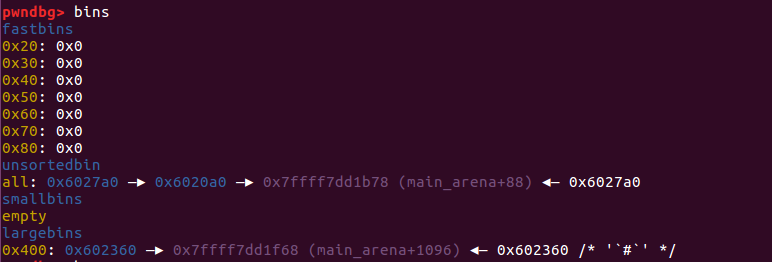 pwndbg> bins
fastbins
0x20: 0x0
0x30: 0x0
0x40: 0x0
0x50: 0x0
0x60: 0x0
0x70: 0x0
0x80: 0x0
unsortedbin
all: 0x6027a0 —▸ 0x6020a0 —▸ 0x7ffff7dd1b78 (main_arena+88) ◂— 0x6027a0
smallbins
empty
largebins
0x400: 0x602360 —▸ 0x7ffff7dd1f68 (main_arena+1096) ◂— 0x602360 /* '`#`' */